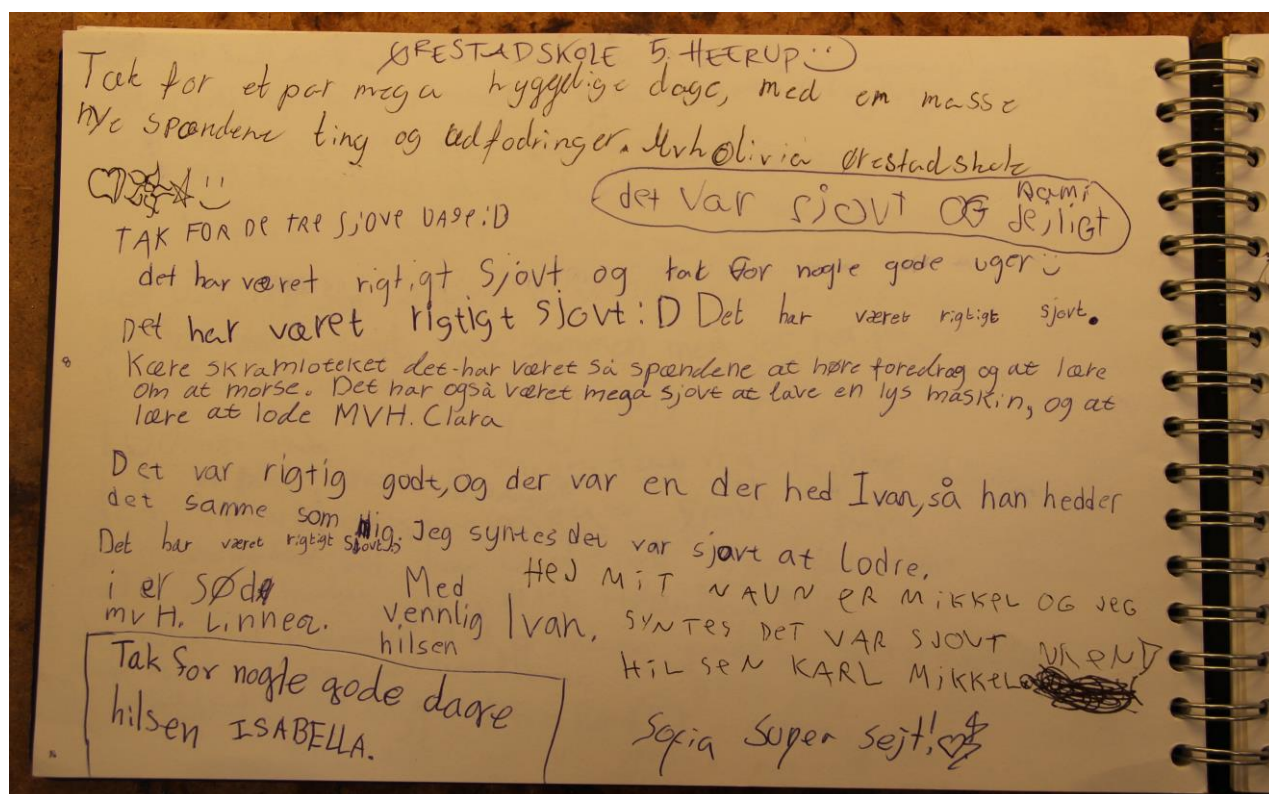 ØRESTADSKOLE 5. HEERUP :)
Tak for et par mega hyggelige dage, med em masse
nye spændene ting og udfodringer. Mvh Olivia Ørestadskole
det var sjovt OG dejliGt
Rami
TAK FOR De TRe SJOVE DAGe :D
det har været rigtigt sjovt og tak for nogle gode uger :)
Det har været rigtigt sjovt :D Det har været rigtigt sjovt.
Kære skramloteket det har været så spændene at høre foredrag og at lære
om at morse. Det har også været mega sjovt at lave en lys maskin, og at
lære at lode MVH. Clara
Det var rigtig godt, og der var en der hed Ivan, så han hedder
det samme som mig. Jeg syntes det var sjovt at lodre.
Det har været rigtigt sjovt
i er søde
mvH. Linnea.
Med
vennlig Ivan.
hilsen
HEJ MiT NAVN eR MiKKeL OG JeG
SYNTeS DeT VAR SJOVT
HiLSeN KARL MiKKeL
Tak for nogle gode dage
hilsen ISABELLA.
Sofia Super sejt!